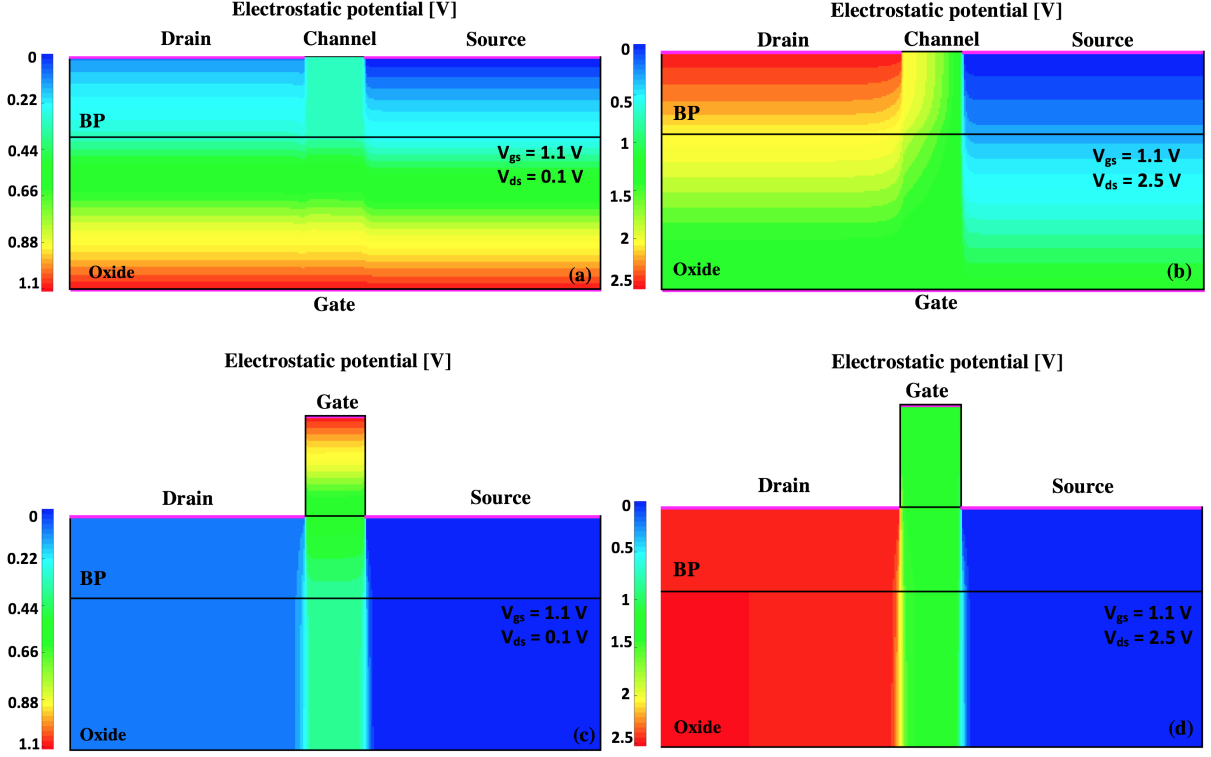 Electrostatic potential [V]
Drain Channel Source
0
0.22
0.44
0.66
0.88
1.1
BP
Vgs = 1.1 V
Vds = 0.1 V
Oxide
(a)
Gate
Electrostatic potential [V]
Drain Channel Source
0
0.5
1
1.5
2
2.5
BP
Vgs = 1.1 V
Vds = 2.5 V
Oxide
(b)
Gate
Electrostatic potential [V]
Gate
Drain Source
0
0.22
0.44
0.66
0.88
1.1
BP
Vgs = 1.1 V
Vds = 0.1 V
Oxide
(c)
Electrostatic potential [V]
Gate
Drain Source
0
0.5
1
1.5
2
2.5
BP
Vgs = 1.1 V
Vds = 2.5 V
Oxide
(d)